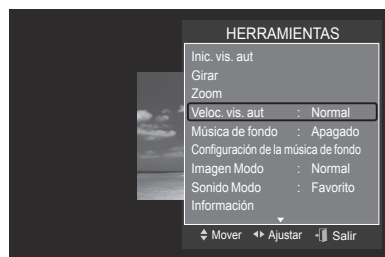 HERRAMIENTAS
Inic. vis. aut
Girar
Zoom
Veloc. vis. aut : Normal
Música de fondo : Apagado
Configuración de la música de fondo
Imagen Modo : Normal
Sonido Modo : Favorito
Información
Mover Ajustar Salir